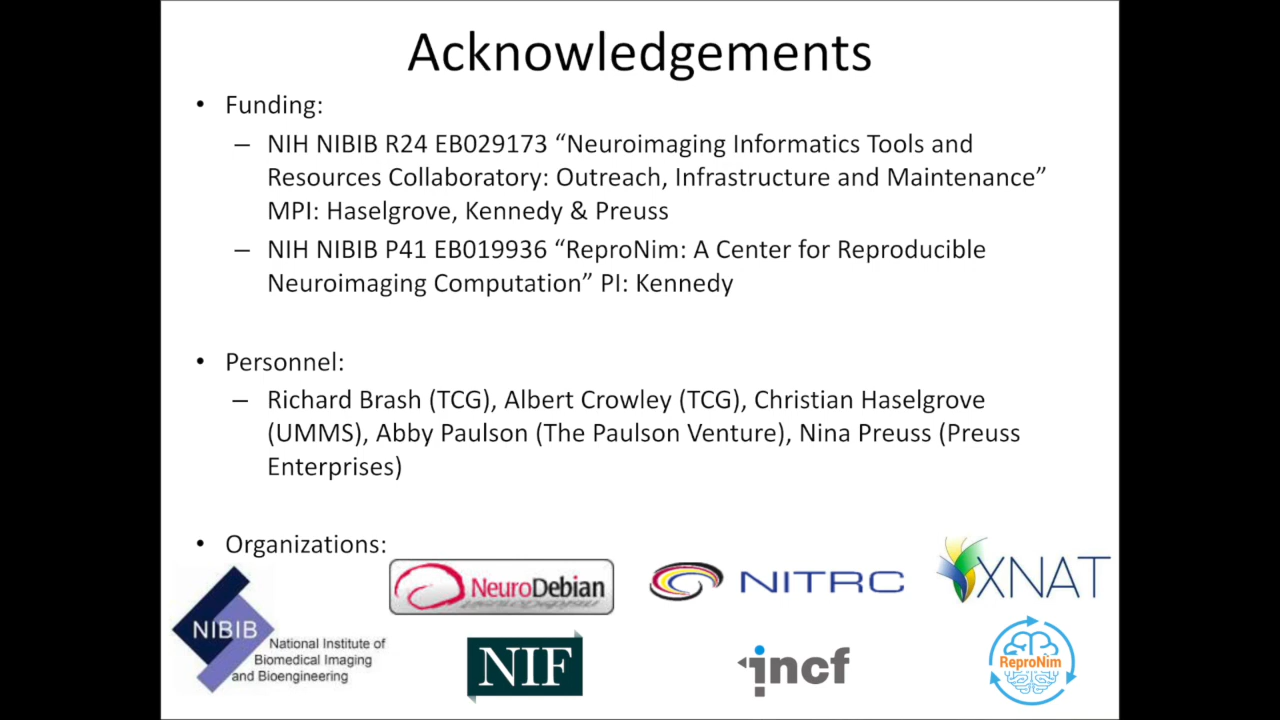 Acknowledgements
• Funding:
– NIH NIBIB R24 EB029173 “Neuroimaging Informatics Tools and
Resources Collaboratory: Outreach, Infrastructure and Maintenance”
MPI: Haselgrove, Kennedy & Preuss
– NIH NIBIB P41 EB019936 “ReproNim: A Center for Reproducible
Neuroimaging Computation” PI: Kennedy
• Personnel:
– Richard Brash (TCG), Albert Crowley (TCG), Christian Haselgrove
(UMMS), Abby Paulson (The Paulson Venture), Nina Preuss (Preuss
Enterprises)
• Organizations:
NeuroDebian
NITRC
XNAT
NIBIB
National Institute of
Biomedical Imaging
and Bioengineering
NIF
incf
ReproNim